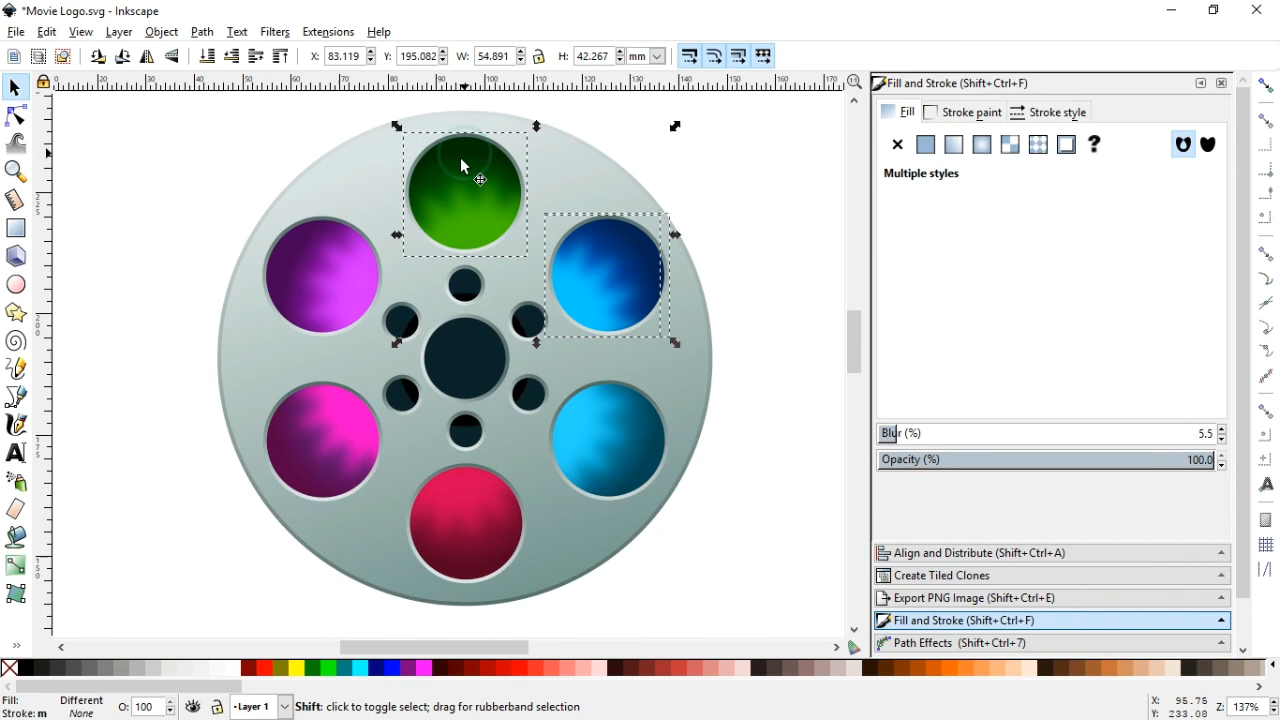 *Movie Logo.svg - Inkscape
File Edit View Layer Object Path Text Filters Extensions Help
X: 83.119 Y: 195.082 W: 54.891 H: 42.267 mm
Fill and Stroke (Shift+Ctrl+F)
Fill Stroke paint Stroke style
Multiple styles
Blur (%) 5.5
Opacity (%) 100.0
Align and Distribute (Shift+Ctrl+A)
Create Tiled Clones
Export PNG Image (Shift+Ctrl+E)
Fill and Stroke (Shift+Ctrl+F)
Path Effects (Shift+Ctrl+7)
Fill: Different
Stroke: m None
O: 100
-Layer 1
Shift: click to toggle select; drag for rubberband selection
X: 95.75
Y: 233.08
Z: 137%